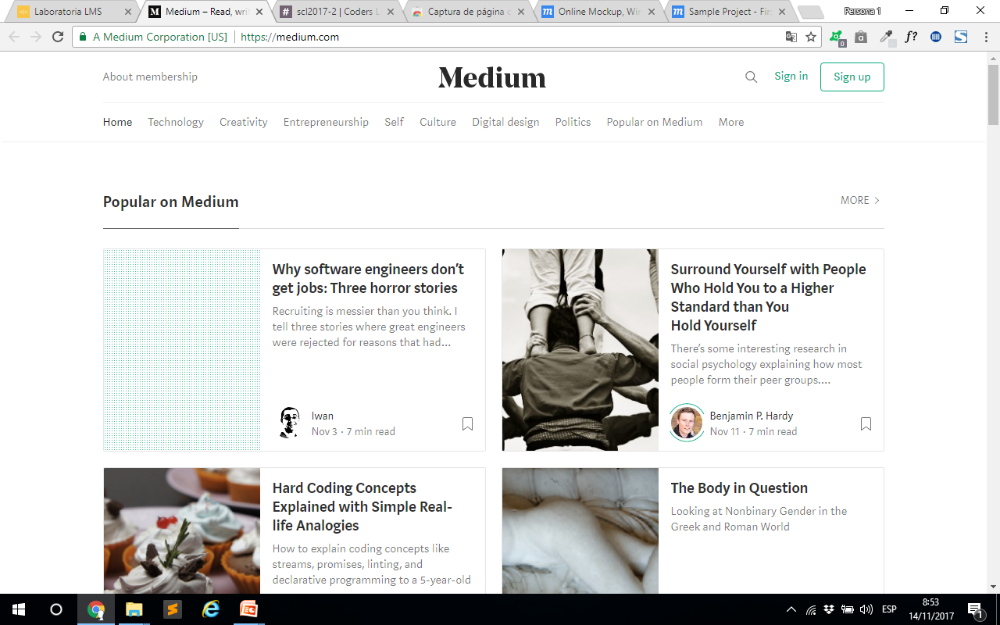 Laboratoria LMS
Medium – Read, wri
scl2017-2 | Coders L
Captura de página c
Online Mockup, Wir
Sample Project - Fin
Persona 1
A Medium Corporation [US]
https://medium.com
About membership
Medium
Sign in
Sign up
Home
Technology
Creativity
Entrepreneurship
Self
Culture
Digital design
Politics
Popular on Medium
More
Popular on Medium
MORE
Why software engineers don’t
get jobs: Three horror stories
Recruiting is messier than you think. I
tell three stories where great engineers
were rejected for reasons that had…
Iwan
Nov 3 · 7 min read
Surround Yourself with People
Who Hold You to a Higher
Standard than You
Hold Yourself
There’s some interesting research in
social psychology explaining how most
people form their peer groups.…
Benjamin P. Hardy
Nov 11 · 7 min read
Hard Coding Concepts
Explained with Simple Real-
life Analogies
How to explain coding concepts like
streams, promises, linting, and
declarative programming to a 5-year-old
The Body in Question
Looking at Nonbinary Gender in the
Greek and Roman World
ESP
8:53
14/11/2017
1